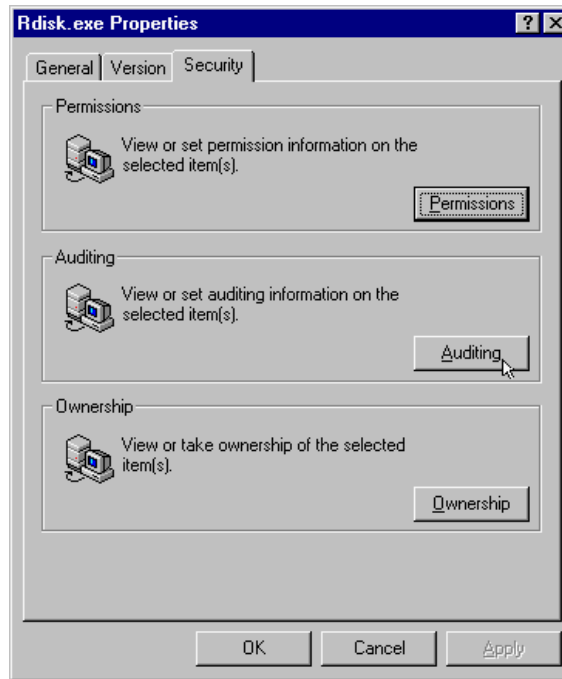 Rdisk.exe Properties
General
Version
Security
Permissions
View or set permission information on the
selected item(s).
Permissions
Auditing
View or set auditing information on the
selected item(s).
Auditing
Ownership
View or take ownership of the selected
item(s).
Ownership
OK
Cancel
Apply